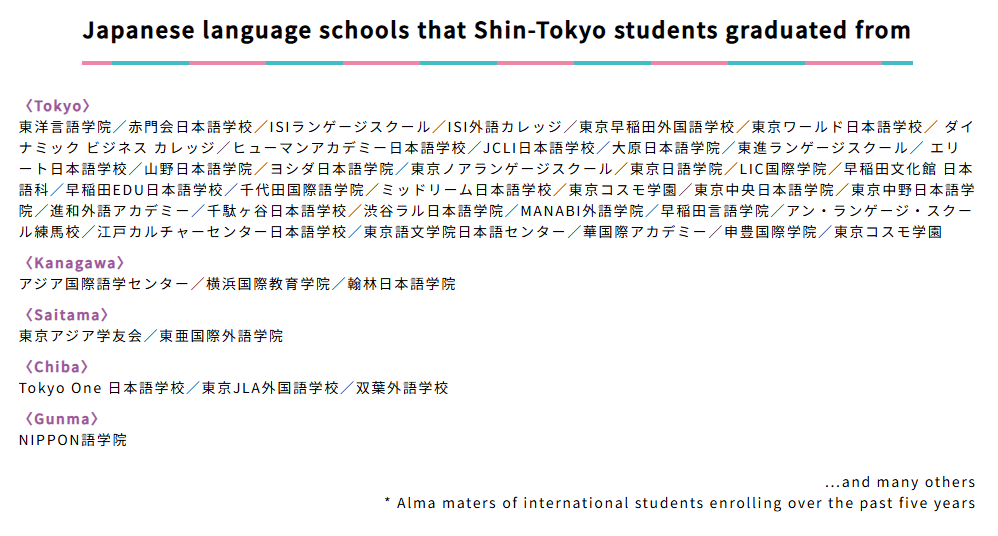 Japanese language schools that Shin-Tokyo students graduated from
〈Tokyo〉
東洋言語学院／赤門会日本語学校／ISIランゲージスクール／ISI外語カレッジ／東京早稲田外国語学校／東京ワールド日本語学校／ ダイ
ナミック ビジネス カレッジ／ヒューマンアカデミー日本語学校／JCLI日本語学校／大原日本語学院／東進ランゲージスクール／ エリ
ート日本語学校／山野日本語学院／ヨシダ日本語学院／東京ノアランゲージスクール／東京日語学院／LIC国際学院／早稲田文化館 日本
語科／早稲田EDU日本語学校／千代田国際語学院／ミッドリーム日本語学校／東京コスモ学園／東京中央日本語学院／東京中野日本語学
院／進和外語アカデミー／千駄ヶ谷日本語学校／渋谷ラル日本語学院／MANABI外語学院／早稲田言語学院／アン・ランゲージ・スクー
ル練馬校／江戸カルチャーセンター日本語学校／東京語文学院日本語センター／華国際アカデミー／申豊国際学院／東京コスモ学園
〈Kanagawa〉
アジア国際語学センター／横浜国際教育学院／翰林日本語学院
〈Saitama〉
東京アジア学友会／東亜国際外語学院
〈Chiba〉
Tokyo One 日本語学校／東京JLA外国語学校／双葉外語学校
〈Gunma〉
NIPPON語学院
…and many others
* Alma maters of international students enrolling over the past five years